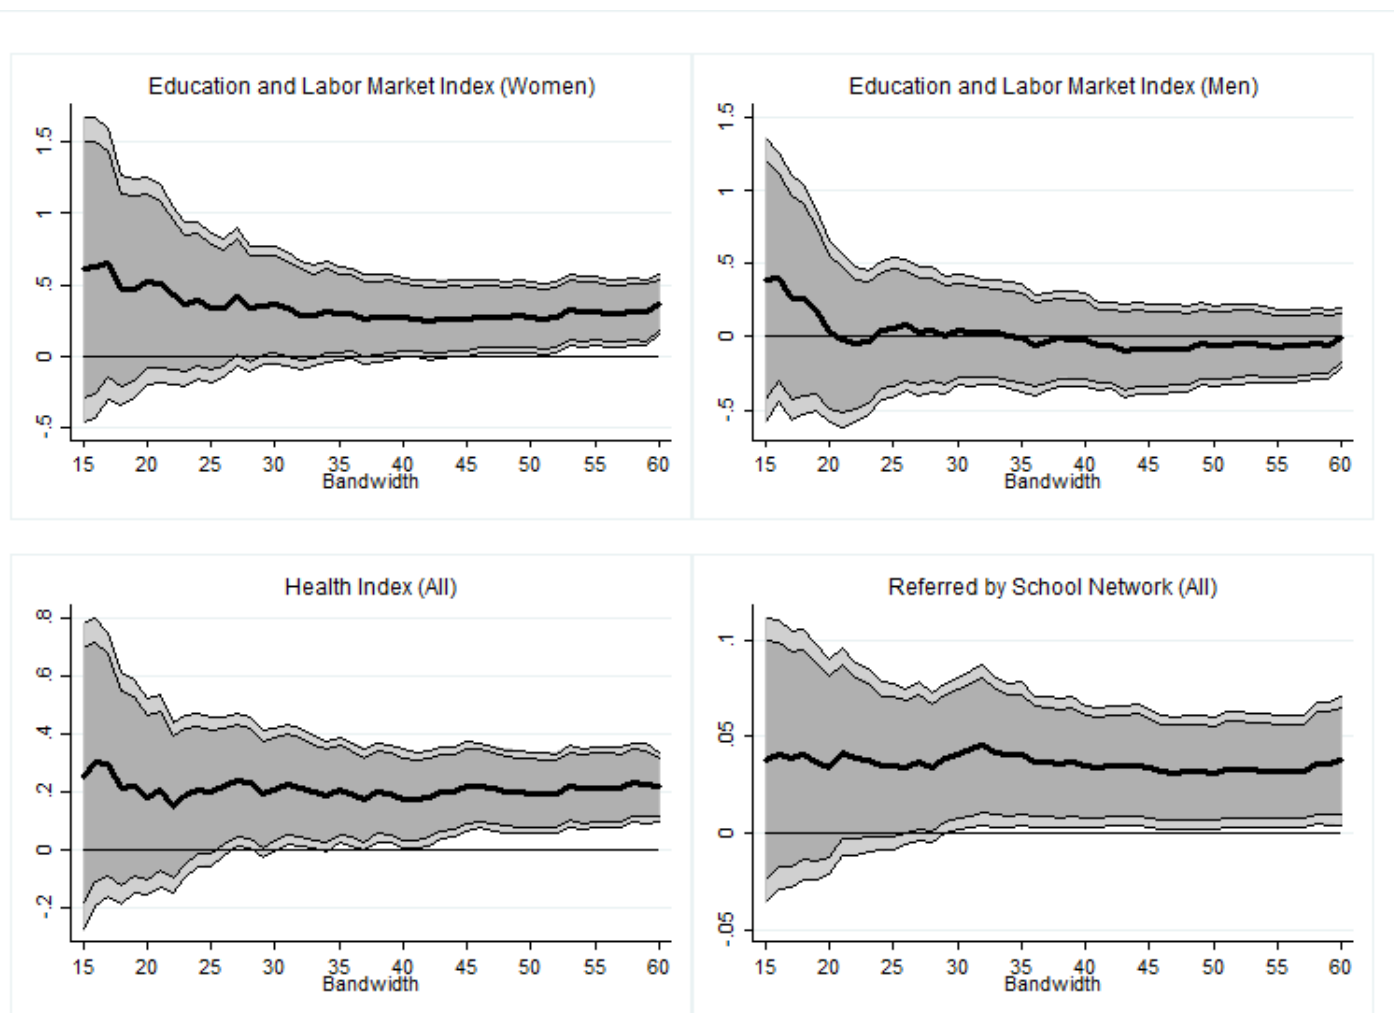 Education and Labor Market Index (Women)
1.5
1
.5
0
-.5
15 20 25 30 35 40 45 50 55 60
Bandwidth
Education and Labor Market Index (Men)
1.5
1
.5
0
-.5
15 20 25 30 35 40 45 50 55 60
Bandwidth
Health Index (All)
.8
.6
.4
.2
0
-.2
15 20 25 30 35 40 45 50 55 60
Bandwidth
Referred by School Network (All)
.1
.05
0
-.05
15 20 25 30 35 40 45 50 55 60
Bandwidth